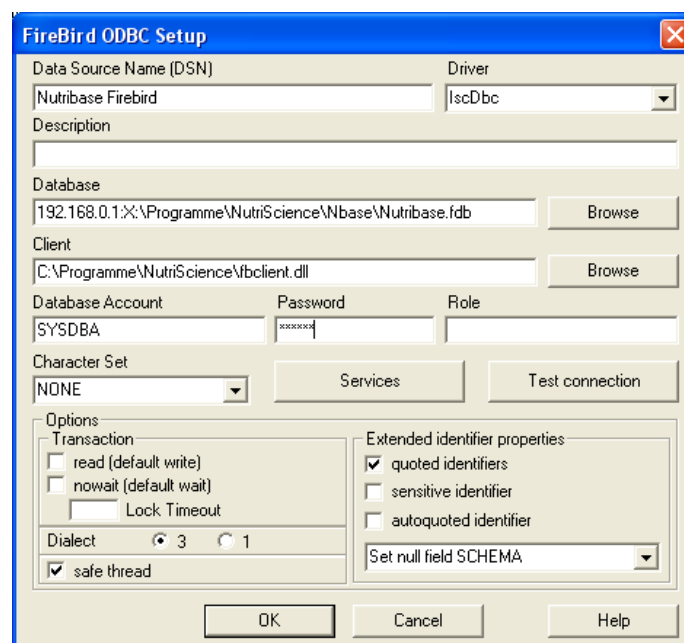 FireBird ODBC Setup
Data Source Name (DSN) Driver
Nutribase Firebird IscDbc
Description
Database
192.168.0.1:X:\Programme\NutriScience\Nbase\Nutribase.fdb Browse
Client
C:\Programme\NutriScience\fbclient.dll Browse
Database Account Password Role
SYSDBA ******
Character Set
NONE Services Test connection
Options
Transaction Extended identifier properties
read (default write) quoted identifiers
nowait (default wait) sensitive identifier
Lock Timeout autoquoted identifier
Dialect 3 1 Set null field SCHEMA
safe thread
OK Cancel Help